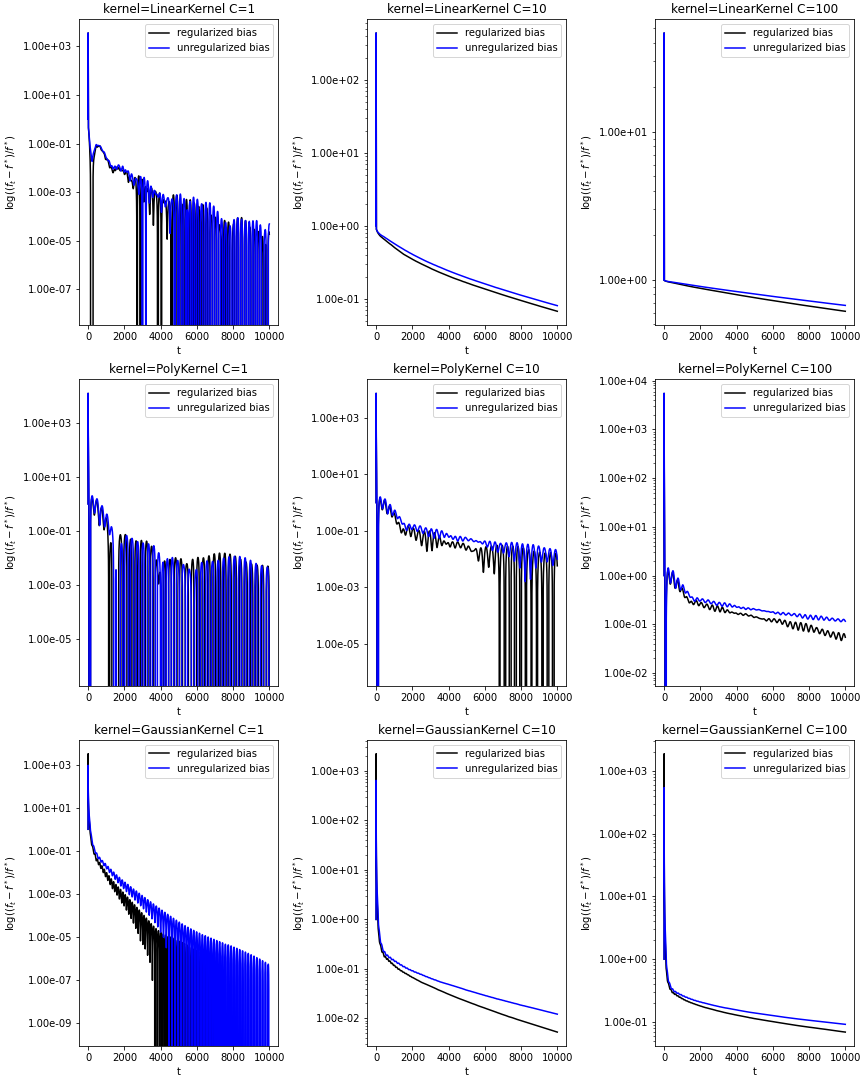 kernel=LinearKernel C=1
log((f_t − f*)/f*)
1.00e+03
1.00e+01
1.00e-01
1.00e-03
1.00e-05
1.00e-07
regularized bias
unregularized bias
0 2000 4000 6000 8000 10000
t
kernel=LinearKernel C=10
log((f_t − f*)/f*)
1.00e+02
1.00e+01
1.00e+00
1.00e-01
regularized bias
unregularized bias
0 2000 4000 6000 8000 10000
t
kernel=LinearKernel C=100
log((f_t − f*)/f*)
1.00e+01
1.00e+00
regularized bias
unregularized bias
0 2000 4000 6000 8000 10000
t
kernel=PolyKernel C=1
log((f_t − f*)/f*)
1.00e+03
1.00e+01
1.00e-01
1.00e-03
1.00e-05
regularized bias
unregularized bias
0 2000 4000 6000 8000 10000
t
kernel=PolyKernel C=10
log((f_t − f*)/f*)
1.00e+03
1.00e+01
1.00e-01
1.00e-03
1.00e-05
regularized bias
unregularized bias
0 2000 4000 6000 8000 10000
t
kernel=PolyKernel C=100
log((f_t − f*)/f*)
1.00e+04
1.00e+03
1.00e+02
1.00e+01
1.00e+00
1.00e-01
1.00e-02
regularized bias
unregularized bias
0 2000 4000 6000 8000 10000
t
kernel=GaussianKernel C=1
log((f_t − f*)/f*)
1.00e+03
1.00e+01
1.00e-01
1.00e-03
1.00e-05
1.00e-07
1.00e-09
regularized bias
unregularized bias
0 2000 4000 6000 8000 10000
t
kernel=GaussianKernel C=10
log((f_t − f*)/f*)
1.00e+03
1.00e+02
1.00e+01
1.00e+00
1.00e-01
1.00e-02
regularized bias
unregularized bias
0 2000 4000 6000 8000 10000
t
kernel=GaussianKernel C=100
log((f_t − f*)/f*)
1.00e+03
1.00e+02
1.00e+01
1.00e+00
1.00e-01
regularized bias
unregularized bias
0 2000 4000 6000 8000 10000
t